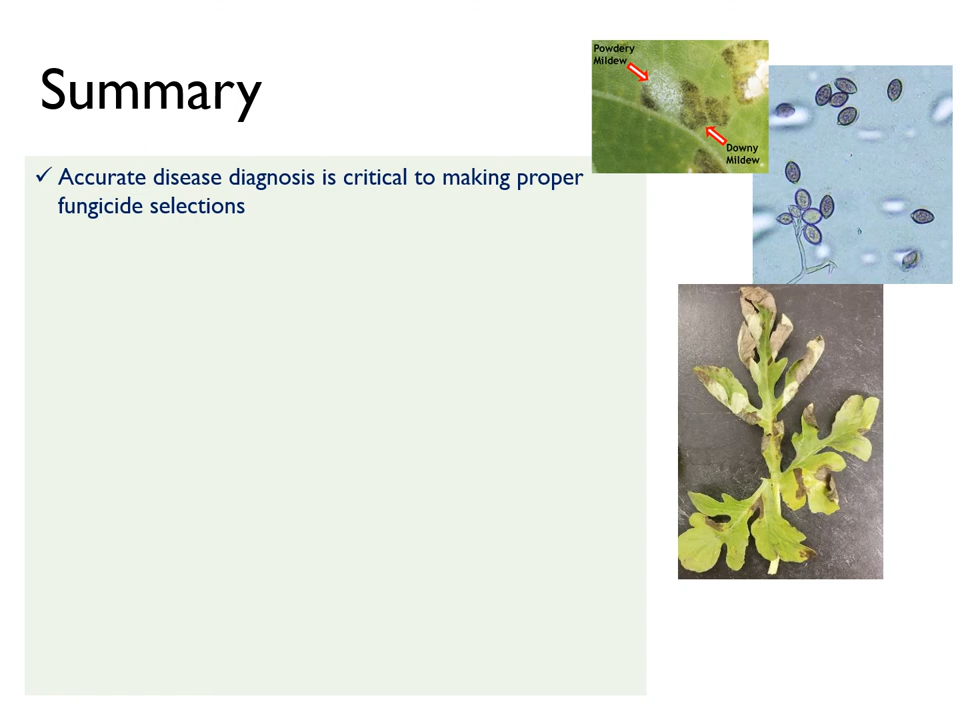 Summary
Powdery
Mildew
Downy
Mildew
✓ Accurate disease diagnosis is critical to making proper
fungicide selections